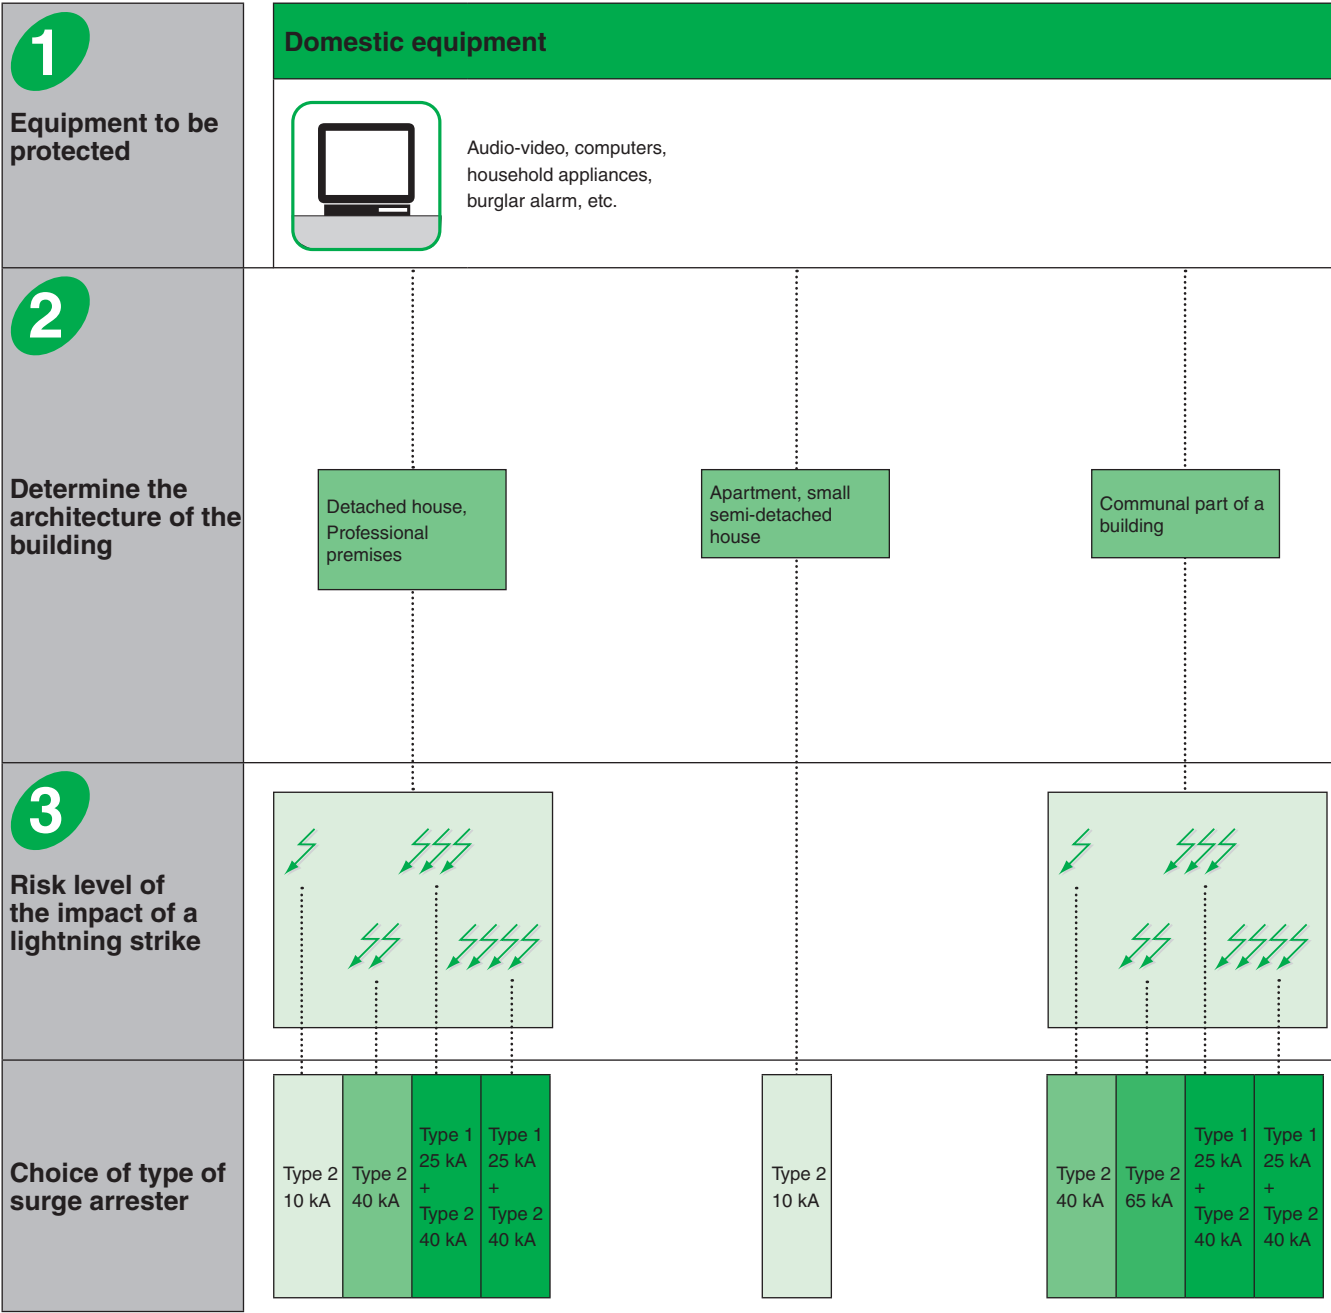 1
Equipment to be
protected
Domestic equipment
Audio-video, computers,
household appliances,
burglar alarm, etc.
2
Determine the
architecture of the
building
Detached house,
Professional
premises
Apartment, small
semi-detached
house
Communal part of a
building
3
Risk level of
the impact of a
lightning strike
Choice of type of
surge arrester
Type 2
10 kA
Type 2
40 kA
Type 1
25 kA
+
Type 2
40 kA
Type 1
25 kA
+
Type 2
40 kA
Type 2
10 kA
Type 2
40 kA
Type 2
65 kA
Type 1
25 kA
+
Type 2
40 kA
Type 1
25 kA
+
Type 2
40 kA